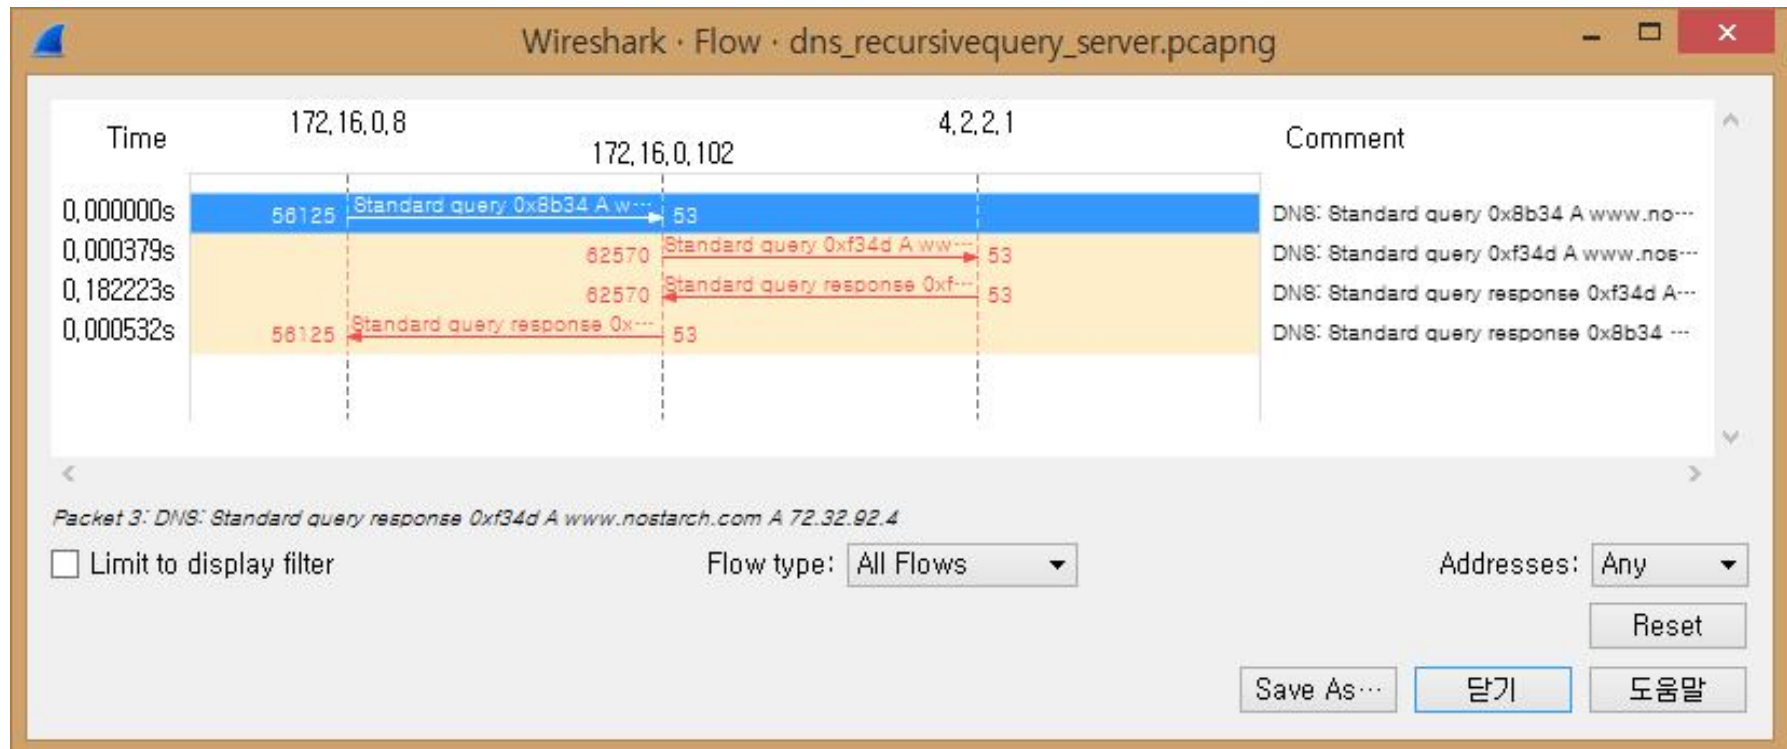 Wireshark · Flow · dns_recursivequery_server.pcapng
Time 172,16,0,8 4,2,2,1 Comment
172,16,0,102
0,000000s 56125 Standard query 0x8b34 A w··· 53 DNS: Standard query 0x8b34 A www.no···
0,000379s 62570 Standard query 0xf34d A ww··· 53 DNS: Standard query 0xf34d A www.nos···
0,182223s 62570 Standard query response 0xf··· 53 DNS: Standard query response 0xf34d A···
0,000532s 56125 Standard query response 0x··· 53 DNS: Standard query response 0x8b34 ···
Packet 3: DNS: Standard query response 0xf34d A www.nostarch.com A 72.32.92.4
Limit to display filter Flow type: All Flows Addresses: Any
Reset
Save As··· 닫기 도움말